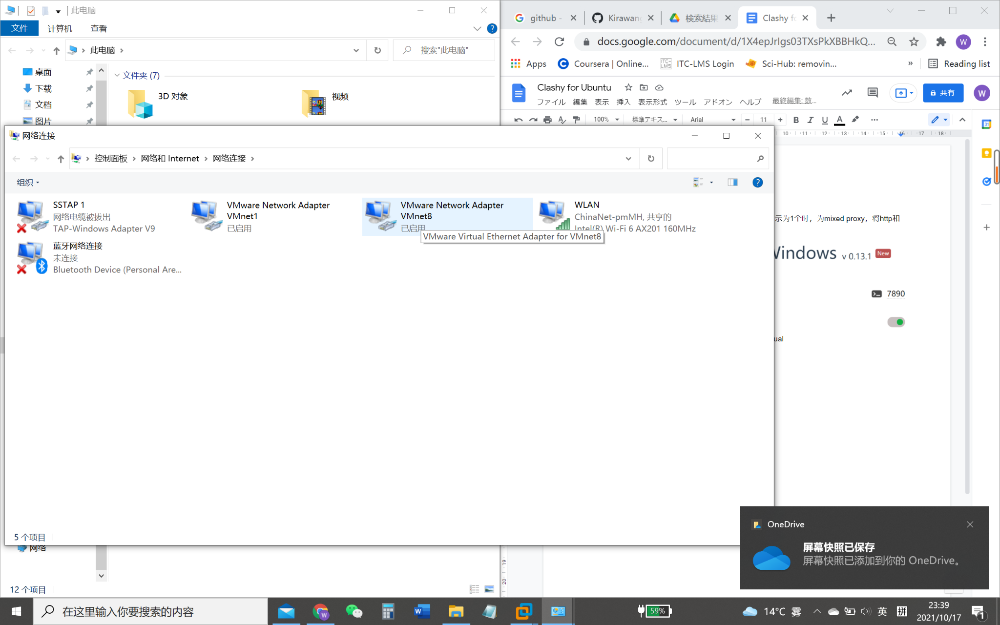 此电脑
文件 计算机 查看
此电脑
搜索"此电脑"
桌面
下载
文档
图片
文件夹 (7)
3D 对象
视频
网络
12 个项目
github -
Kirawan
検索結果
Clashy fo
docs.google.com/document/d/1X4epJrIgs03TXsPkXBBHkQ...
W
Apps
Coursera | Online...
ITC-LMS Login
Sci-Hub: removin...
»
Reading list
Clashy for Ubuntu
ファイル 編集 表示 挿入 表示形式 ツール アドオン ヘルプ
最終編集: 数...
共有
W
100% 標準テキス... Arial 11 B I U A
10 11 12 13 14 15 16 17 18
示为1个时，为mixed proxy，将http和
Windows v 0.13.1 New
7890
ual
19
20
网络连接
控制面板 网络和 Internet 网络连接
组织
SSTAP 1
网络电缆被拔出
TAP-Windows Adapter V9
VMware Network Adapter
VMnet1
已启用
VMware Network Adapter
VMnet8
已启用
VMware Virtual Ethernet Adapter for VMnet8
WLAN
ChinaNet-pmMH, 共享的
Intel(R) Wi-Fi 6 AX201 160MHz
蓝牙网络连接
未连接
Bluetooth Device (Personal Are...
5 个项目
OneDrive
屏幕快照已保存
屏幕快照已添加到你的 OneDrive。
在这里输入你要搜索的内容
59%
14°C 雾
英
拼
23:39
2021/10/17
1